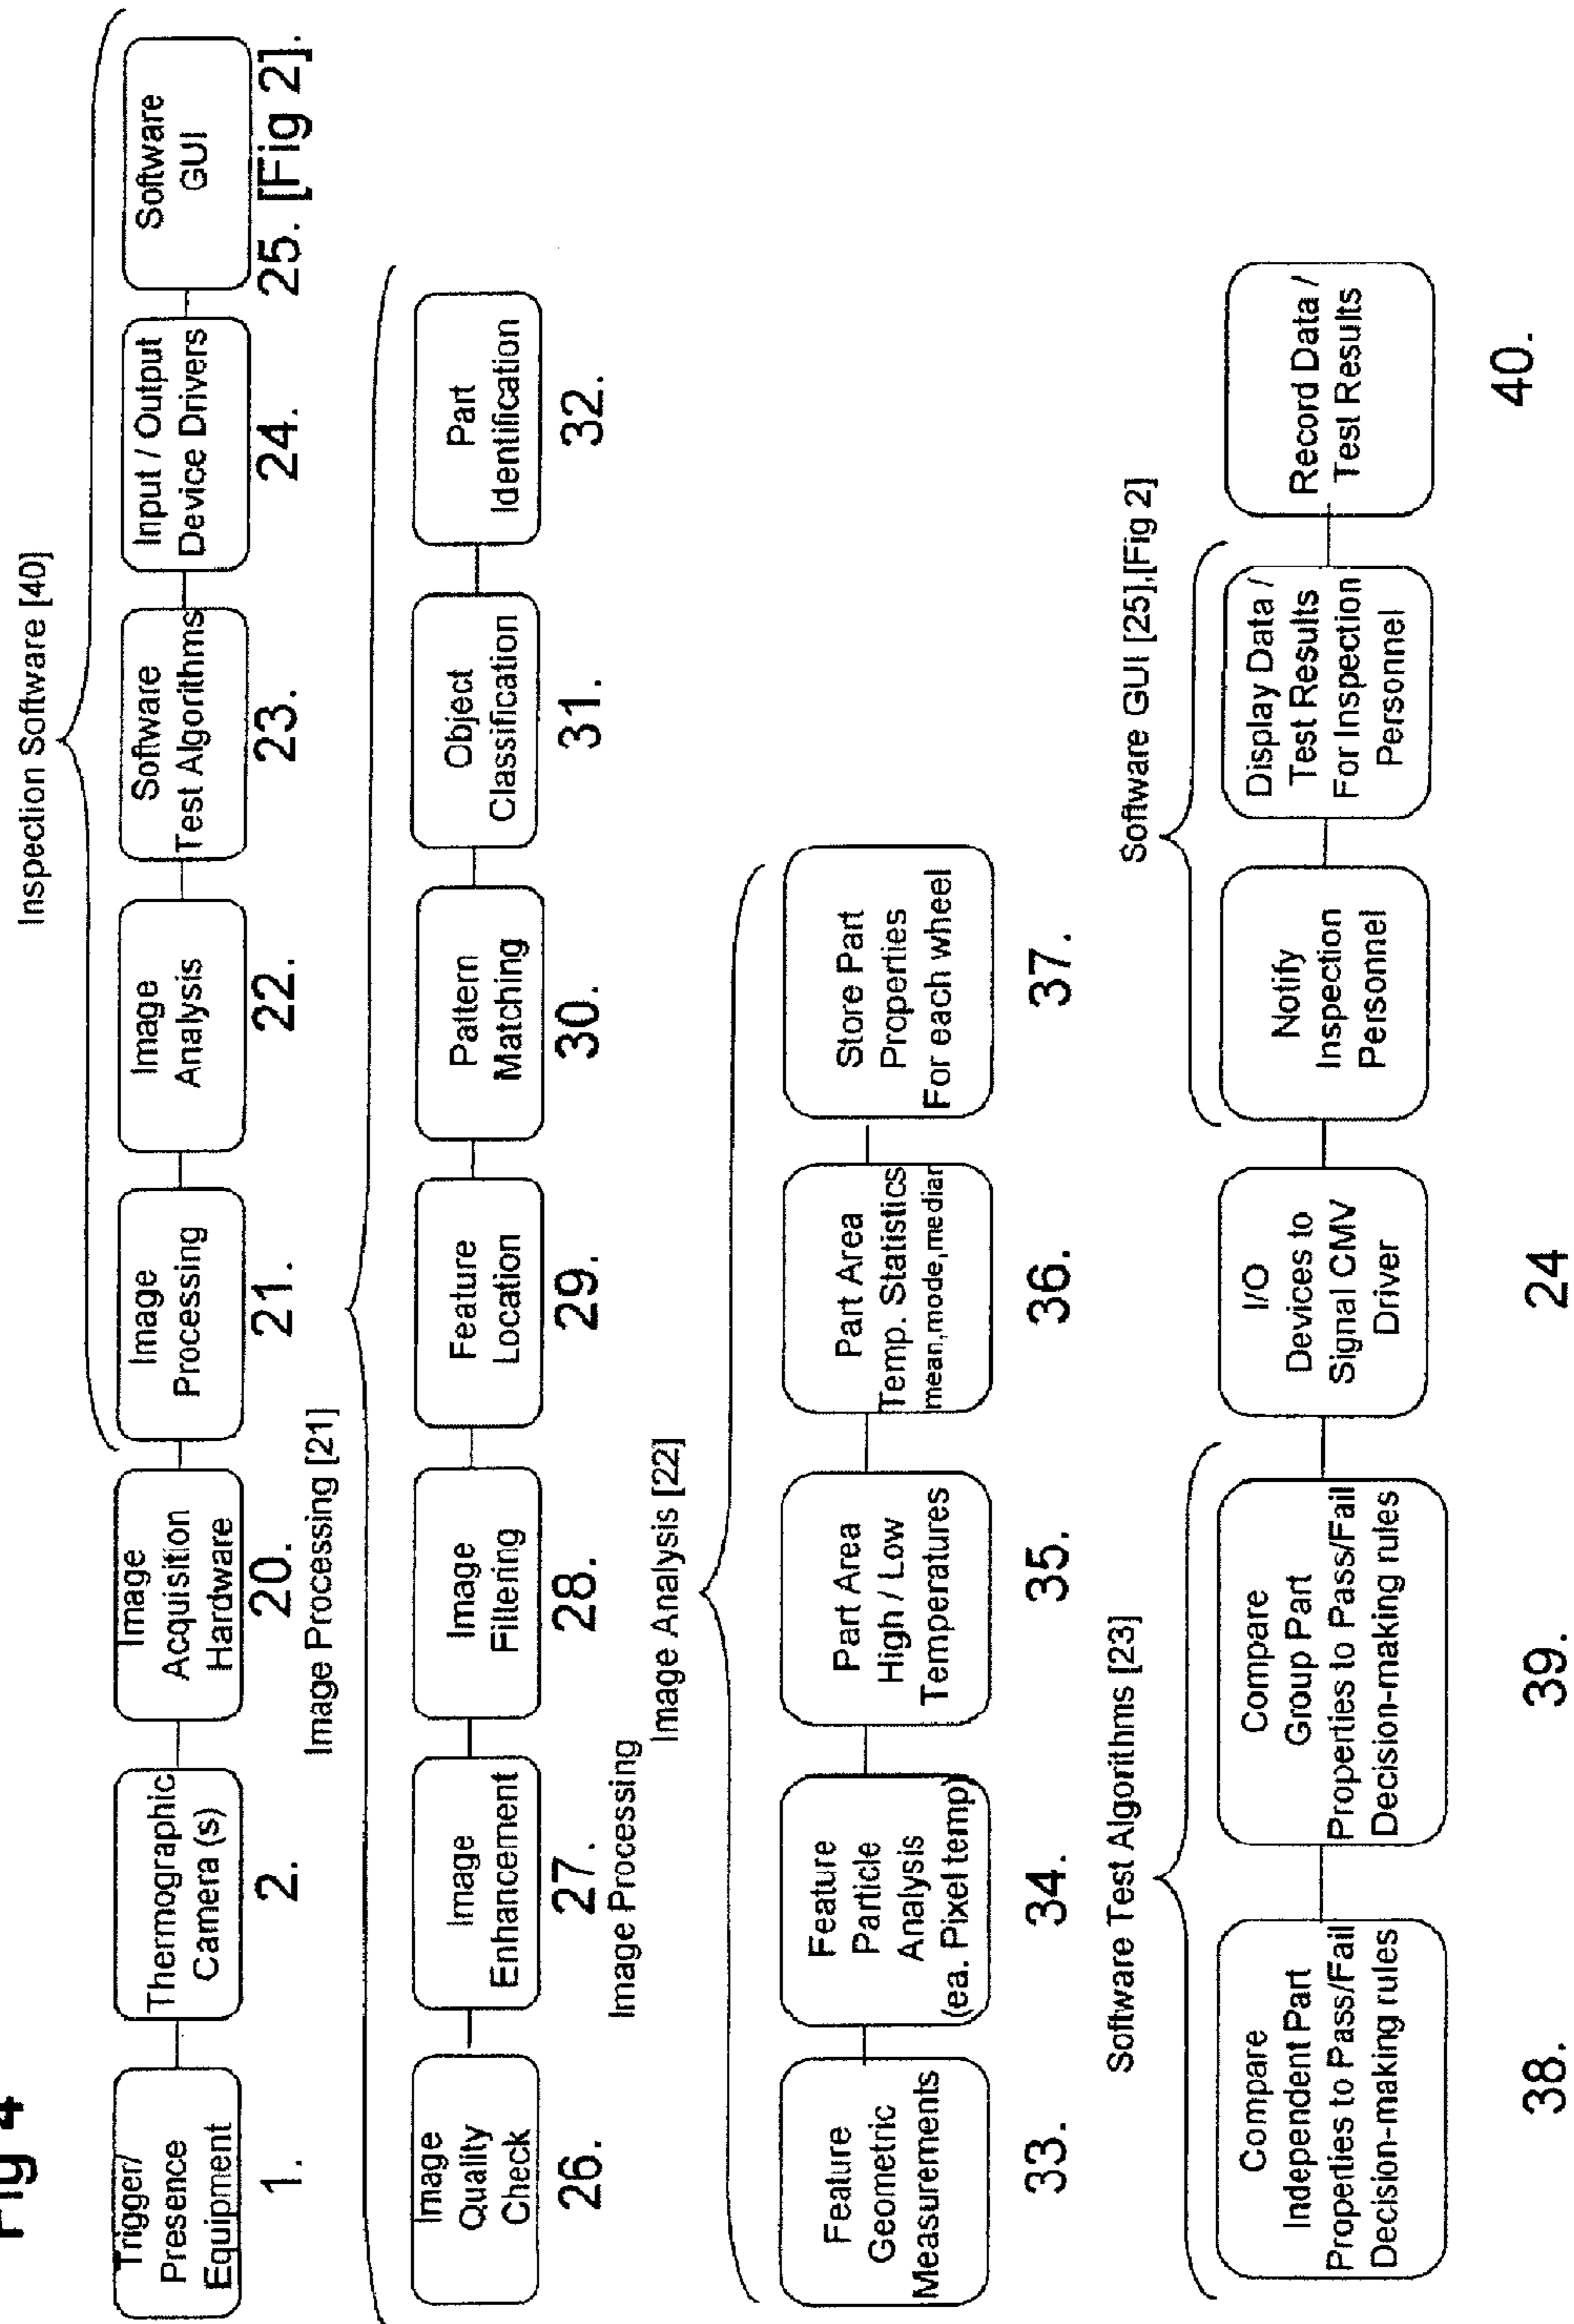 Fig 4
Inspection Software [40]
Trigger/
Presence
Equipment
1.
Thermographic
Camera (s)
2.
Image
Acquisition
Hardware
20.
Image
Processing
21.
Image
Analysis
22.
Software
Test Algorithms
23.
Input / Output
Device Drivers
24.
Software
GUI
25. [Fig 2].
Image Processing [21]
Image
Quality
Check
26.
Image
Enhancement
27.
Image
Filtering
28.
Feature
Location
29.
Pattern
Matching
30.
Object
Classification
31.
Part
Identification
32.
Image Processing
Image Analysis [22]
Feature
Geometric
Measurements
33.
Feature
Particle
Analysis
(ea. Pixel temp)
34.
Part Area
High / Low
Temperatures
35.
Part Area
Temp. Statistics
mean,mode,median
36.
Store Part
Properties
For each wheel
37.
Software Test Algorithms [23]
Compare
Independent Part
Properties to Pass/Fail
Decision-making rules
38.
Compare
Group Part
Properties to Pass/Fail
Decision-making rules
39.
I/O
Devices to
Signal CMV
Driver
24
Software GUI [25],[Fig 2]
Notify
Inspection
Personnel
Display Data /
Test Results
For Inspection
Personnel
Record Data /
Test Results
40.